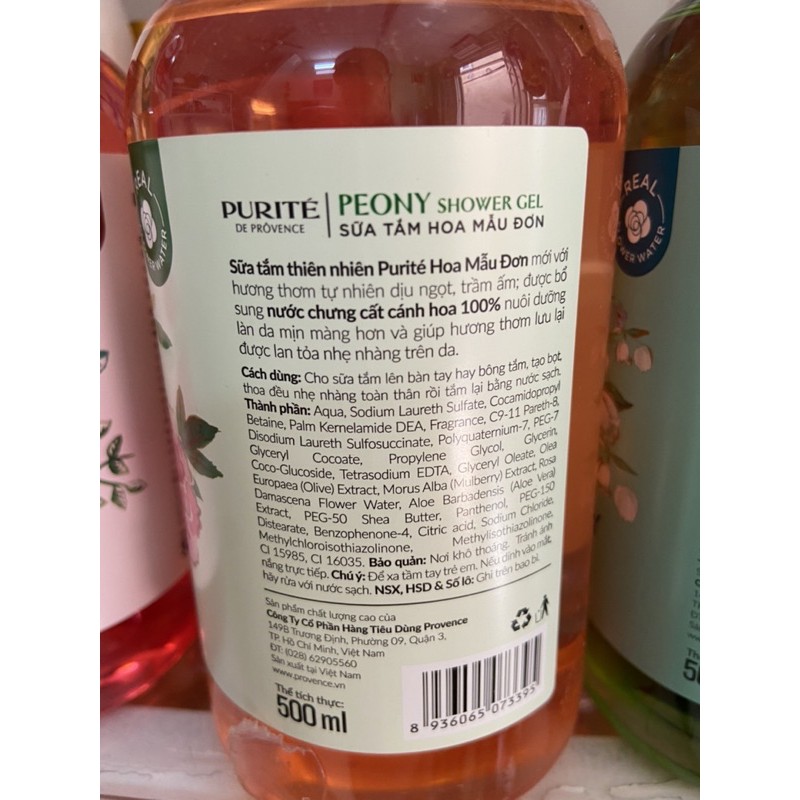 PURITÉ
DE PRÔVENCE
PEONY SHOWER GEL
SỮA TẮM HOA MẪU ĐƠN
Sữa tắm thiên nhiên Purité Hoa Mẫu Đơn mới với
hương thơm tự nhiên dịu ngọt, trầm ấm; được bổ
sung nước chưng cất cánh hoa 100% nuôi dưỡng
làn da mịn màng hơn và giúp hương thơm lưu lại
được lan tỏa nhẹ nhàng trên da.
Cách dùng: Cho sữa tắm lên bàn tay hay bông tắm, tạo bọt,
thoa đều nhẹ nhàng toàn thân rồi tắm lại bằng nước sạch.
Thành phần: Aqua, Sodium Laureth Sulfate, Cocamidopropyl
Betaine, Palm Kernelamide DEA, Fragrance, C9-11 Pareth-8,
Disodium Laureth Sulfosuccinate, Polyquaternium-7, PEG-7
Glyceryl Cocoate, Propylene Glycol, Glycerin,
Coco-Glucoside, Tetrasodium EDTA, Glyceryl Oleate, Olea
Europaea (Olive) Extract, Morus Alba (Mulberry) Extract, Rosa
Damascena Flower Water, Aloe Barbadensis (Aloe Vera)
Extract, PEG-50 Shea Butter, Panthenol, PEG-150
Distearate, Benzophenone-4, Citric acid, Sodium Chloride,
Methylchloroisothiazolinone, Methylisothiazolinone,
CI 15985, CI 16035. Bảo quản: Nơi khô thoáng. Tránh ánh
nắng trực tiếp. Chú ý: Để xa tầm tay trẻ em. Nếu dính vào mắt,
hãy rửa với nước sạch. NSX, HSD & Số lô: Ghi trên bao bì.
Sản phẩm chất lượng cao của
Công Ty Cổ Phần Hàng Tiêu Dùng Provence
149B Trương Định, Phường 09, Quận 3,
TP. Hồ Chí Minh, Việt Nam
ĐT: (028) 62905560
Sản xuất tại Việt Nam
www.provence.vn
Thể tích thực:
500 ml
8 936065 073395
REAL
REAL